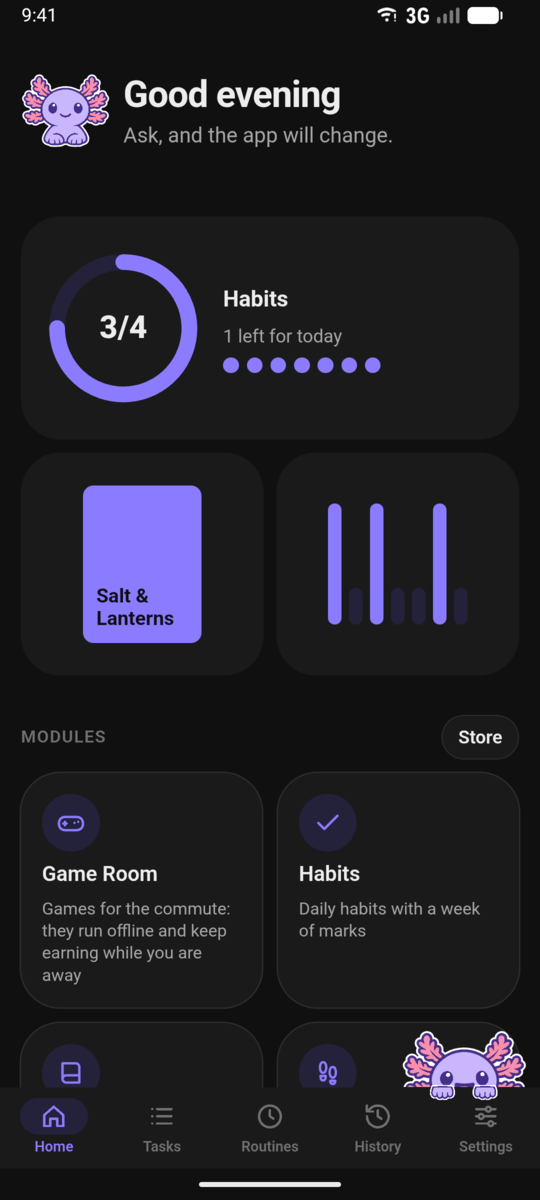 9:41
3G
Good evening
Ask, and the app will change.
3/4
Habits
1 left for today
Salt &
Lanterns
MODULES
Store
Game Room
Games for the commute:
they run offline and keep
earning while you are
away
Habits
Daily habits with a week
of marks
Home
Tasks
Routines
History
Settings